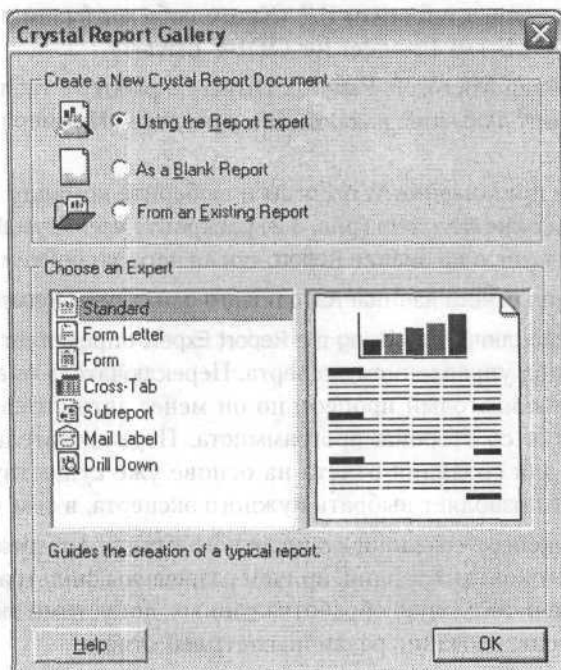 Crystal Report Gallery
Create a New Crystal Report Document
Using the Report Expert
As a Blank Report
From an Existing Report
Choose an Expert
Standard
Form Letter
Form
Cross-Tab
Subreport
Mail Label
Drill Down
Guides the creation of a typical report.
Help
OK